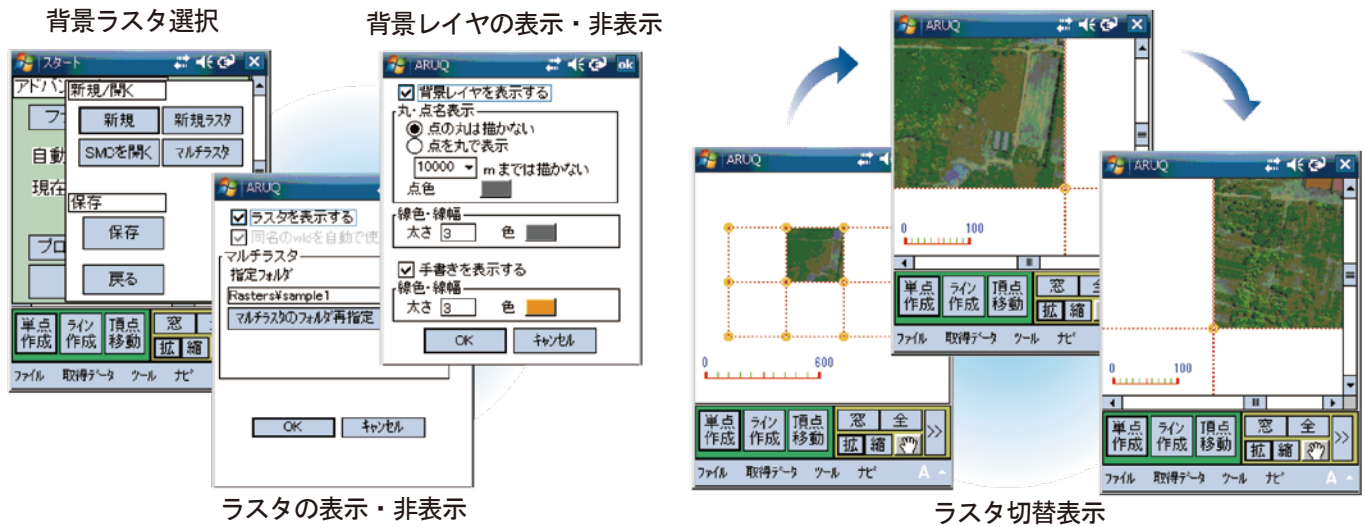 背景ラスタ選択
背景レイヤの表示・非表示
スタート
アドバン
新規/開く
新規
新規ラスタ
SMCを開く
マルチラスタ
自動
現在
保存
保存
戻る
プロ
単点作成
ライン作成
頂点移動
窓
拡
縮
ファイル 取得データ ツール ナビ
ARUQ
ラスタを表示する
同名のwldを自動で使
マルチラスター
指定フォルダ
Rasters¥sample1
マルチラスタのフォルダ再指定
OK
キャンセル
ARUQ
ok
背景レイヤを表示する
丸・点名表示
点の丸は描かない
点を丸で表示
10000
mまでは描かない
点色
線色・線幅
太さ 3 色
手書きを表示する
線色・線幅
太さ 3 色
OK
キャンセル
ラスタの表示・非表示
ARUQ
0 600
単点作成
ライン作成
頂点移動
窓
全
拡
縮
>>
ファイル 取得データ ツール ナビ
A
ARUQ
0 100
単点作成
ライン作成
頂点移動
窓
拡
縮
ファイル 取得データ ツール ナビ
ARUQ
0 100
単点作成
ライン作成
頂点移動
窓
全
拡
縮
>>
ファイル 取得データ ツール ナビ
A
ラスタ切替表示